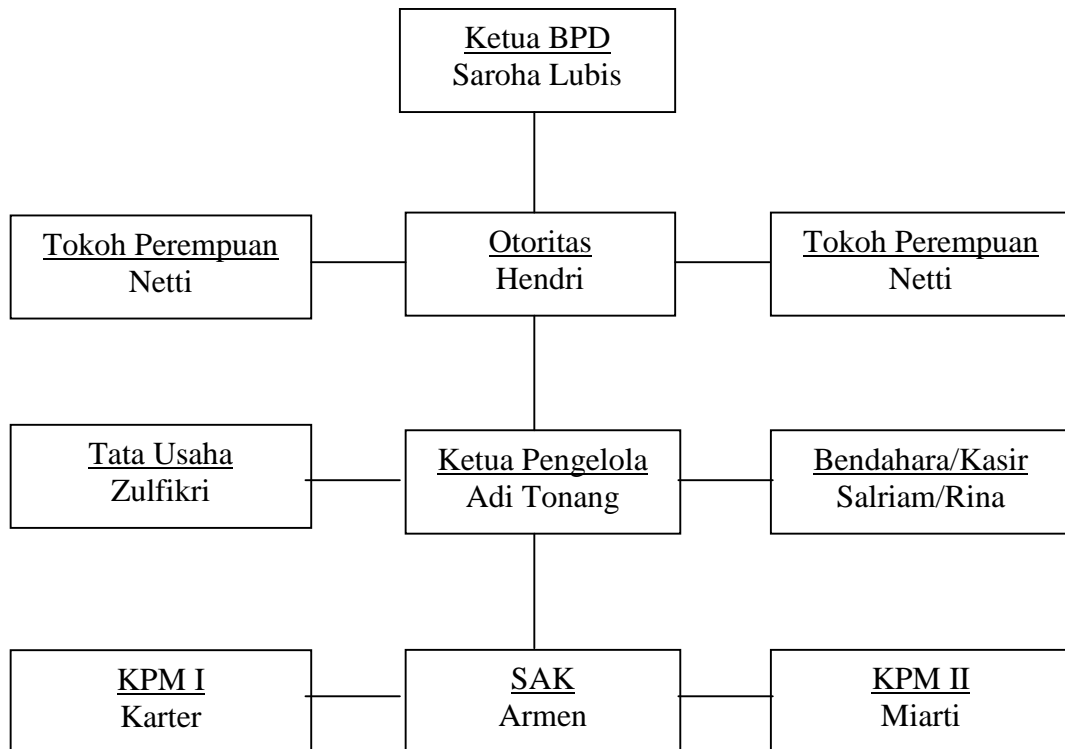 Ketua BPD
Saroha Lubis
Tokoh Perempuan
Netti
Otoritas
Hendri
Tokoh Perempuan
Netti
Tata Usaha
Zulfikri
Ketua Pengelola
Adi Tonang
Bendahara/Kasir
Salriam/Rina
KPM I
Karter
SAK
Armen
KPM II
Miarti